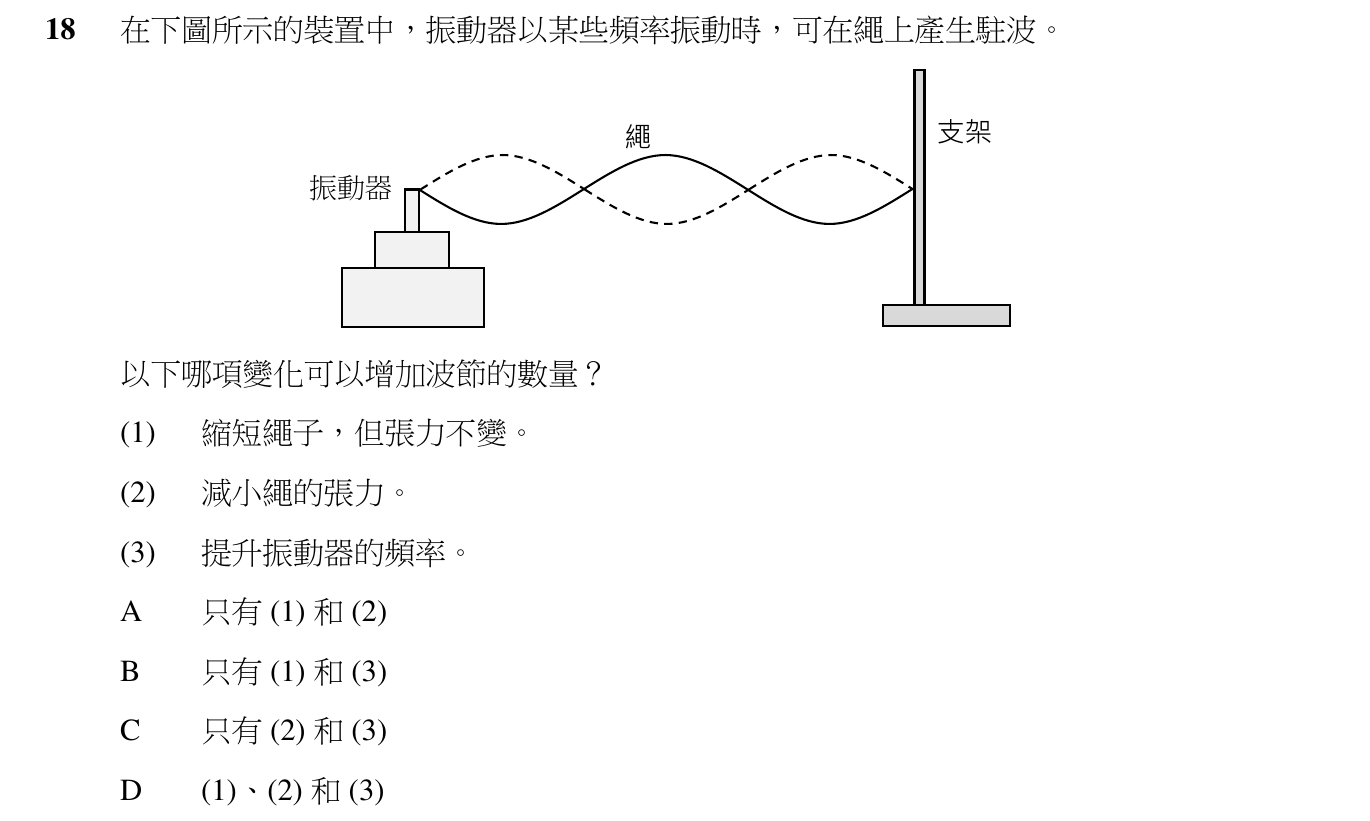 18 在下圖所示的裝置中，振動器以某些頻率振動時，可在繩上產生駐波。
繩
支架
振動器
以下哪項變化可以增加波節的數量？
(1) 縮短繩子，但張力不變。
(2) 減小繩的張力。
(3) 提升振動器的頻率。
A 只有 (1) 和 (2)
B 只有 (1) 和 (3)
C 只有 (2) 和 (3)
D (1)、(2) 和 (3)